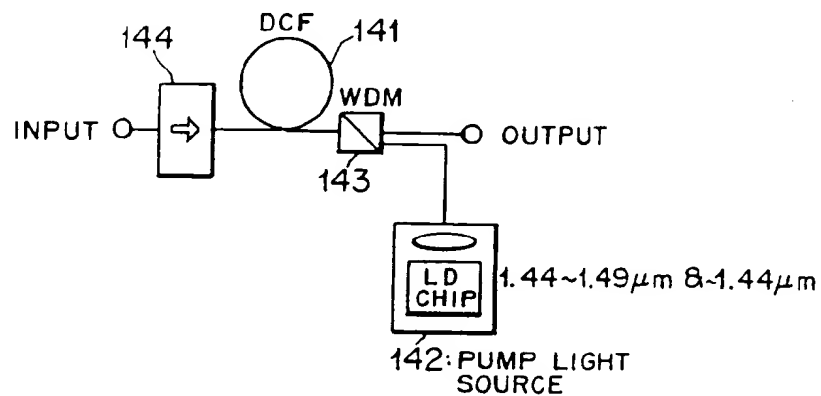 DCF
144
141
WDM
INPUT
OUTPUT
143
LD
CHIP
1.44~1.49μm &~1.44μm
142: PUMP LIGHT
SOURCE